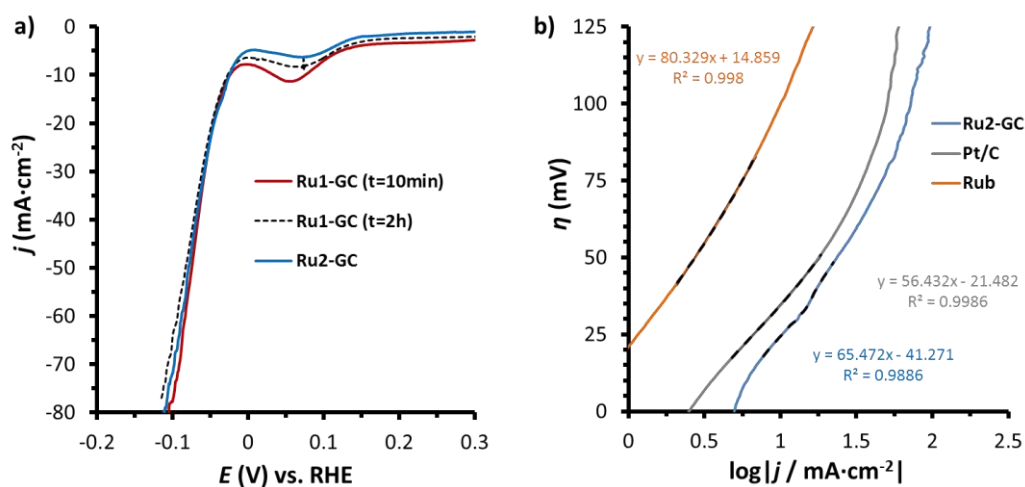 a)
0
-10
-20
-30
-40
-50
-60
-70
-80
j (mA·cm⁻²)
Ru1-GC (t=10min)
Ru1-GC (t=2h)
Ru2-GC
-0.2
-0.1
0
0.1
0.2
0.3
E (V) vs. RHE
b)
125
100
75
50
25
0
η (mV)
y = 80.329x + 14.859
R² = 0.998
Ru2-GC
Pt/C
Rub
y = 56.432x - 21.482
R² = 0.9986
y = 65.472x - 41.271
R² = 0.9886
0
0.5
1
1.5
2
2.5
log|j / mA·cm⁻²|